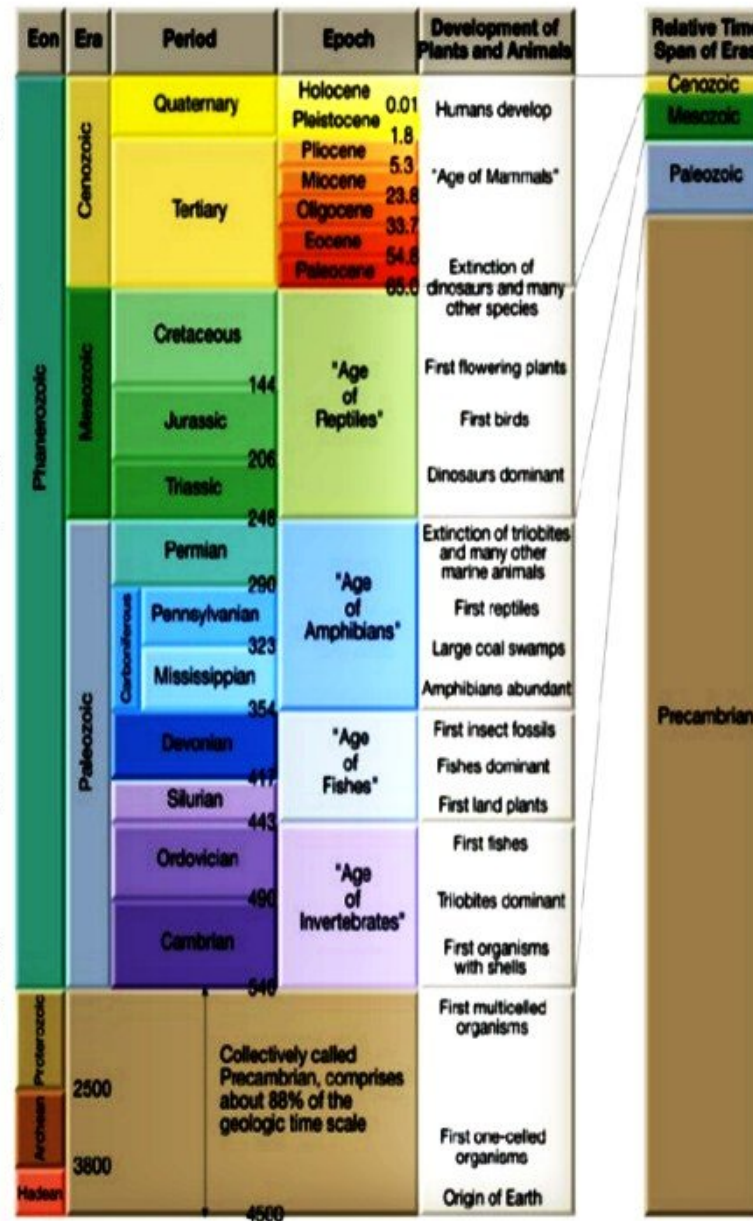 Eon
Era
Period
Epoch
Development of
Plants and Animals
Relative Time
Span of Eras
Phanerozoic
Cenozoic
Quaternary
Holocene
0.01
Pleistocene
1.8
Humans develop
Tertiary
Pliocene
5.3
Miocene
23.8
Oligocene
33.7
Eocene
54.8
Paleocene
65.0
"Age of Mammals"
Extinction of
dinosaurs and many
other species
Mesozoic
Cretaceous
144
Jurassic
206
Triassic
248
"Age
of
Reptiles"
First flowering plants
First birds
Dinosaurs dominant
Paleozoic
Permian
290
Carboniferous
Pennsylvanian
323
Mississippian
354
"Age
of
Amphibians"
Extinction of trilobites
and many other
marine animals
First reptiles
Large coal swamps
Amphibians abundant
Devonian
417
Silurian
443
"Age
of
Fishes"
First insect fossils
Fishes dominant
First land plants
Ordovician
490
Cambrian
540
"Age
of
Invertebrates"
First fishes
Trilobites dominant
First organisms
with shells
Proterozoic
2500
Archean
3800
Hadean
4500
Collectively called
Precambrian, comprises
about 88% of the
geologic time scale
First multicelled
organisms
First one-celled
organisms
Origin of Earth
Cenozoic
Mesozoic
Paleozoic
Precambrian